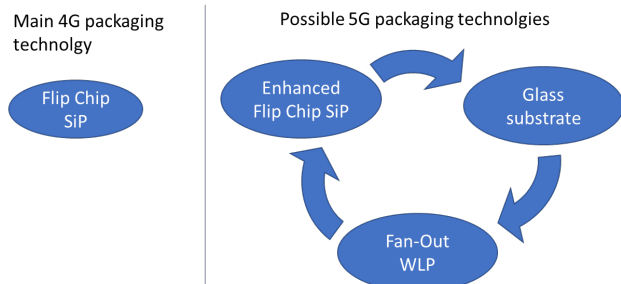 Main 4G packaging
technolgy
Flip Chip
SiP
Possible 5G packaging technolgies
Enhanced
Flip Chip SiP
Glass
substrate
Fan-Out
WLP